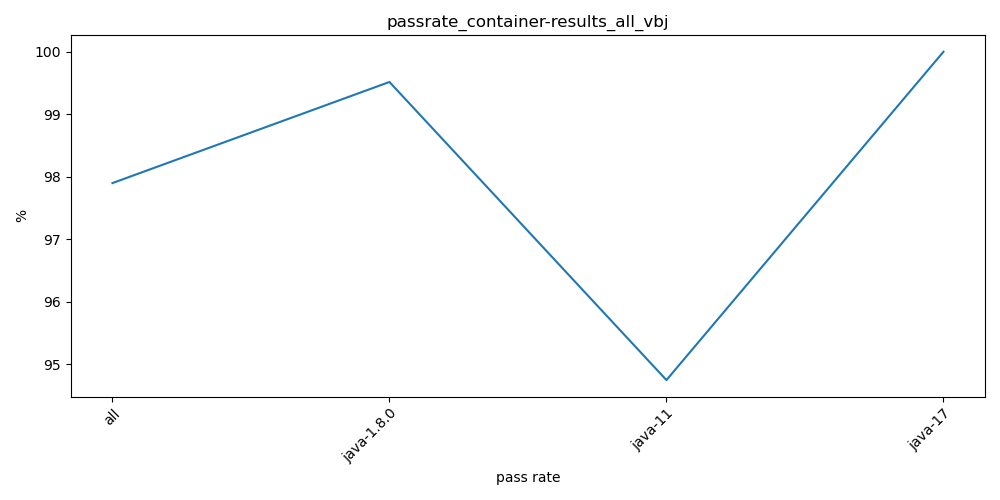 passrate_container-results_all_vbj
100
99
98
97
96
95
%
all
java-1.8.0
java-11
java-17
pass rate